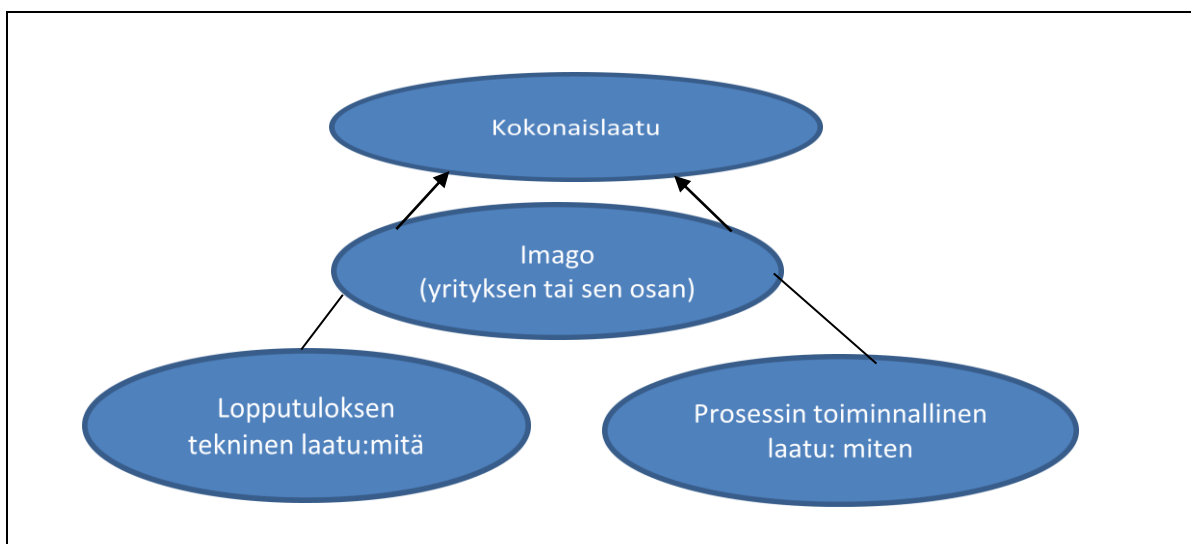 Kokonaislaatu
Imago
(yrityksen tai sen osan)
Lopputuloksen
tekninen laatu:mitä
Prosessin toiminnallinen
laatu: miten